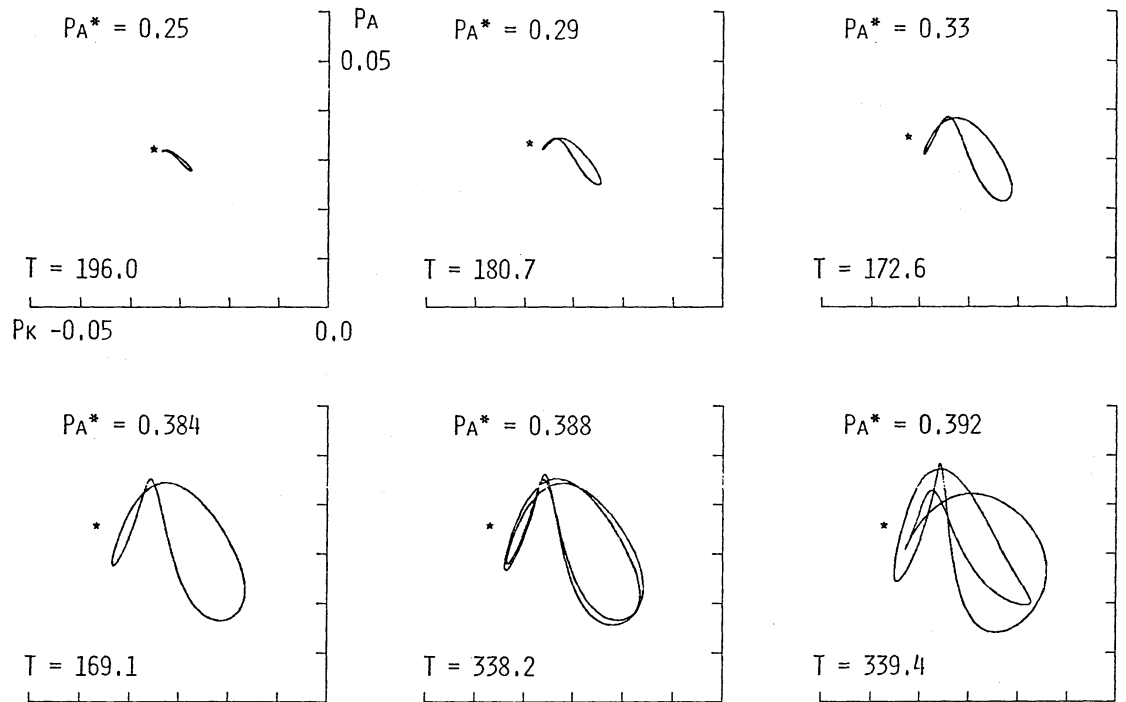 PA* = 0.25
PA
0.05
T = 196.0
PK -0.05
0.0
PA* = 0.29
T = 180.7
PA* = 0.33
T = 172.6
PA* = 0.384
T = 169.1
PA* = 0.388
T = 338.2
PA* = 0.392
T = 339.4